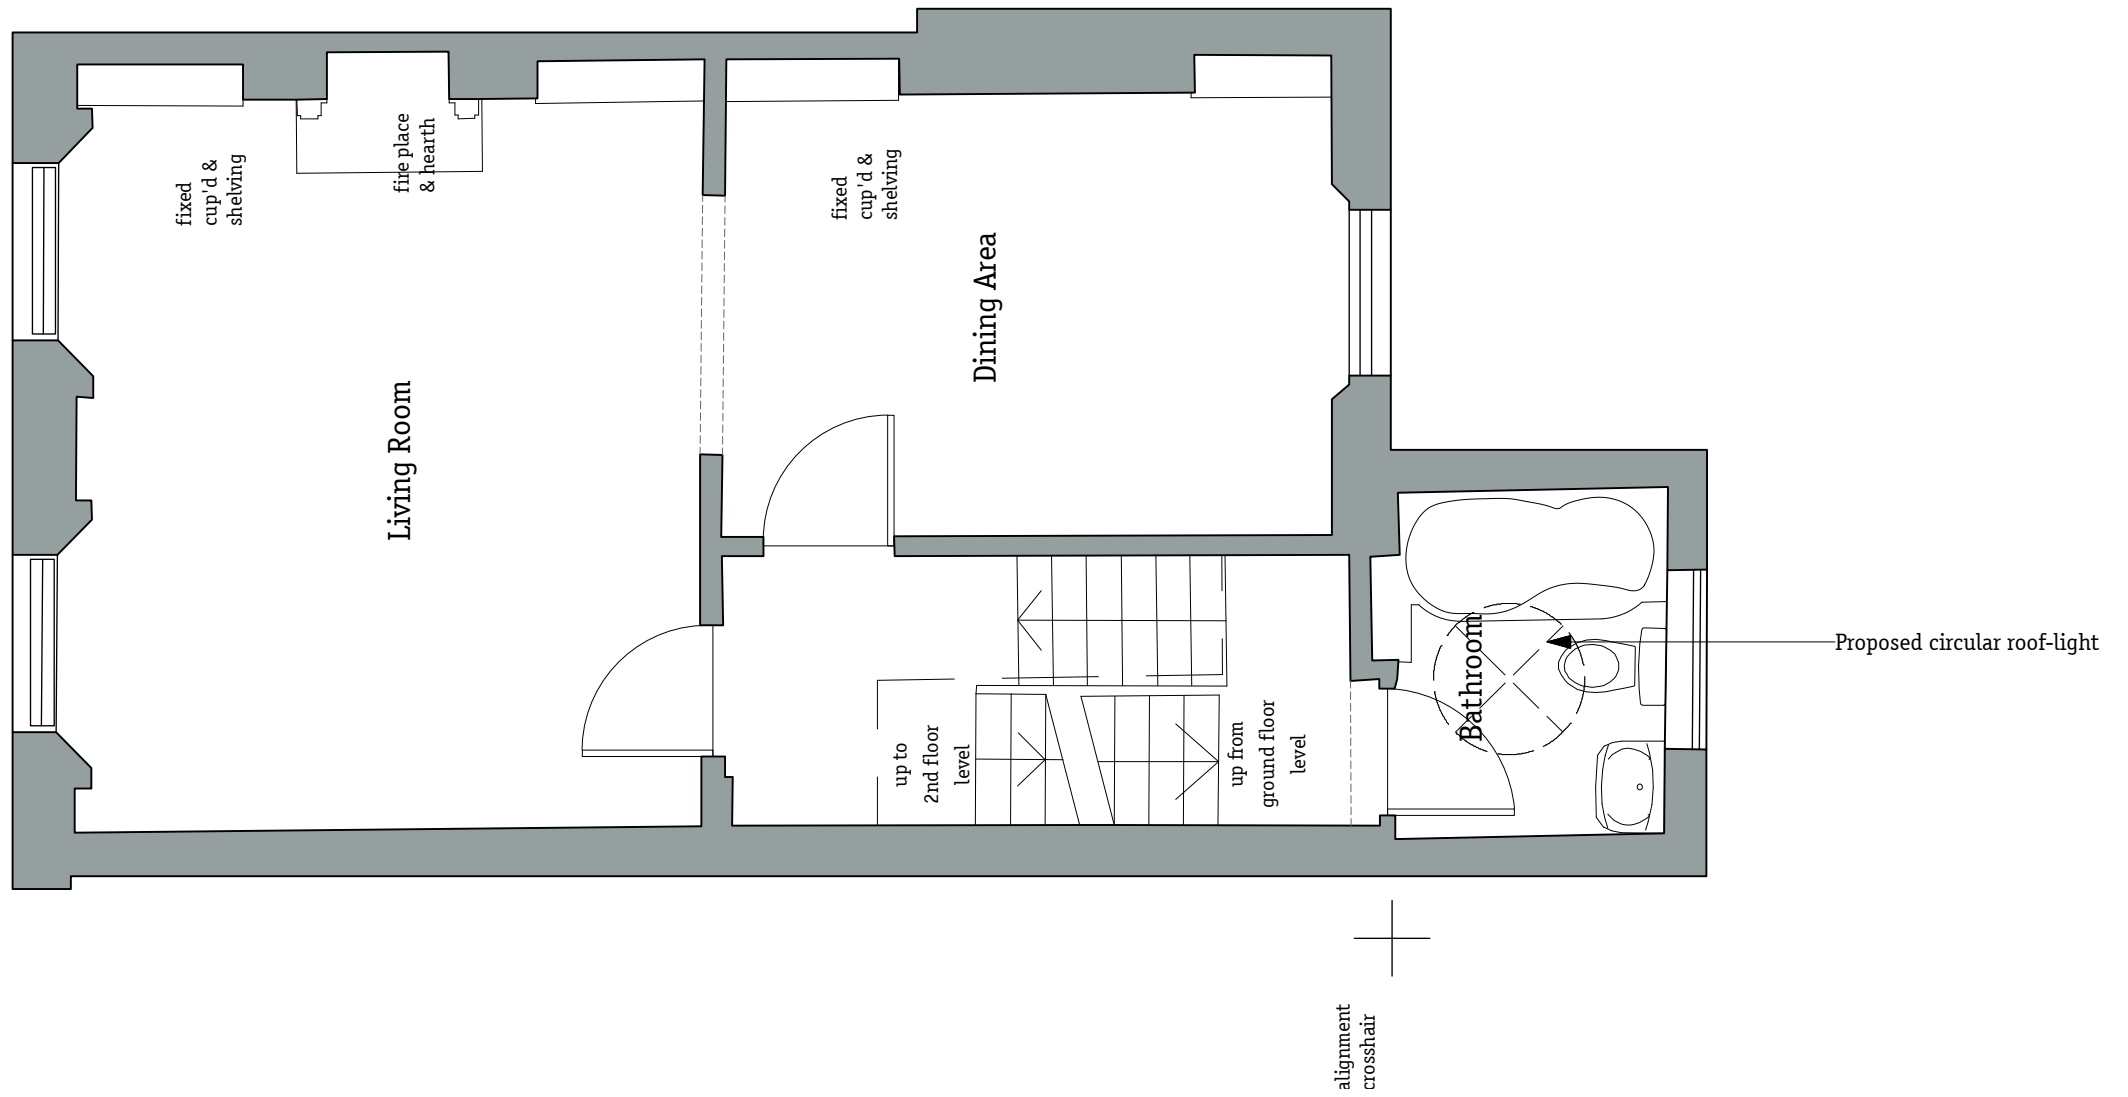 fixed
cup'd &
shelving
fire place
& hearth
fixed
cup'd &
shelving
Dining Area
Living Room
Bathroom
Proposed circular roof-light
up to
2nd floor
level
up from
ground floor
level
alignment
crosshair